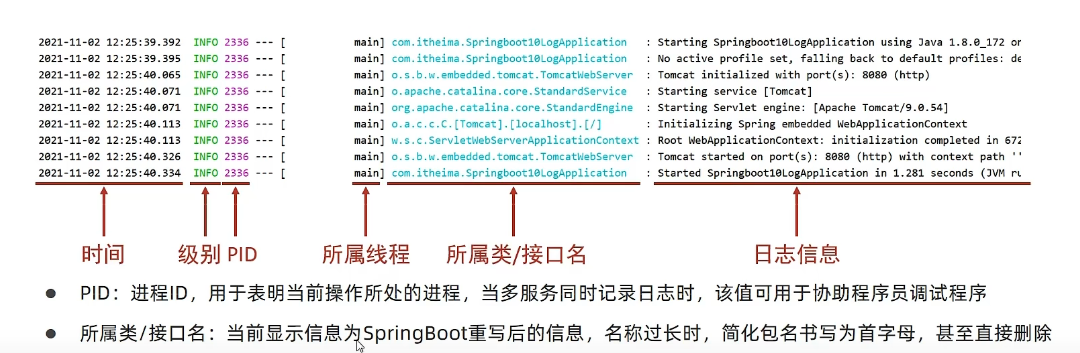 2021-11-02 12:25:39.392 INFO 2336 --- [ main] com.itheima.Springboot10LogApplication : Starting Springboot10LogApplication using Java 1.8.0_172 on
2021-11-02 12:25:39.395 INFO 2336 --- [ main] com.itheima.Springboot10LogApplication : No active profile set, falling back to default profiles: de
2021-11-02 12:25:40.065 INFO 2336 --- [ main] o.s.b.w.embedded.tomcat.TomcatWebServer : Tomcat initialized with port(s): 8080 (http)
2021-11-02 12:25:40.071 INFO 2336 --- [ main] o.apache.catalina.core.StandardService : Starting service [Tomcat]
2021-11-02 12:25:40.071 INFO 2336 --- [ main] org.apache.catalina.core.StandardEngine : Starting Servlet engine: [Apache Tomcat/9.0.54]
2021-11-02 12:25:40.113 INFO 2336 --- [ main] o.a.c.c.C.[Tomcat].[localhost].[/] : Initializing Spring embedded WebApplicationContext
2021-11-02 12:25:40.113 INFO 2336 --- [ main] w.s.c.ServletWebServerApplicationContext : Root WebApplicationContext: initialization completed in 672
2021-11-02 12:25:40.326 INFO 2336 --- [ main] o.s.b.w.embedded.tomcat.TomcatWebServer : Tomcat started on port(s): 8080 (http) with context path ''
2021-11-02 12:25:40.334 INFO 2336 --- [ main] com.itheima.Springboot10LogApplication : Started Springboot10LogApplication in 1.281 seconds (JVM ru
时间 级别 PID 所属线程 所属类/接口名 日志信息
● PID：进程ID，用于表明当前操作所处的进程，当多服务同时记录日志时，该值可用于协助程序员调试程序
● 所属类/接口名：当前显示信息为SpringBoot重写后的信息，名称过长时，简化包名书写为首字母，甚至直接删除